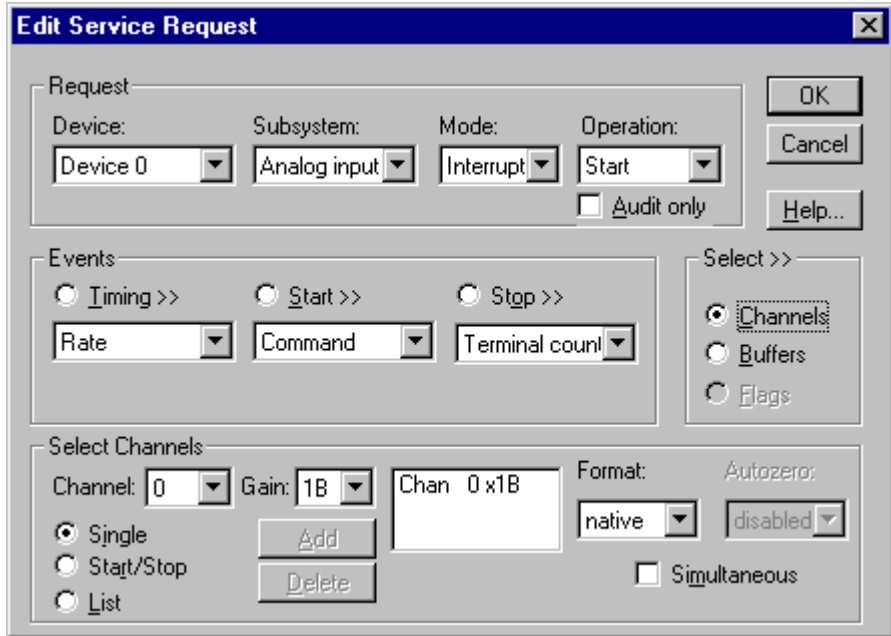 Edit Service Request
Request
OK
Device: Subsystem: Mode: Operation:
Cancel
Device 0 Analog input Interrupt Start
Audit only
Help...
Events
Select >>
Timing >> Start >> Stop >>
Channels
Rate Command Terminal count
Buffers
Flags
Select Channels
Channel: 0 Gain: 1B Chan 0 x1B Format: Autozero:
Single Add native disabled
Start/Stop Delete Simultaneous
List